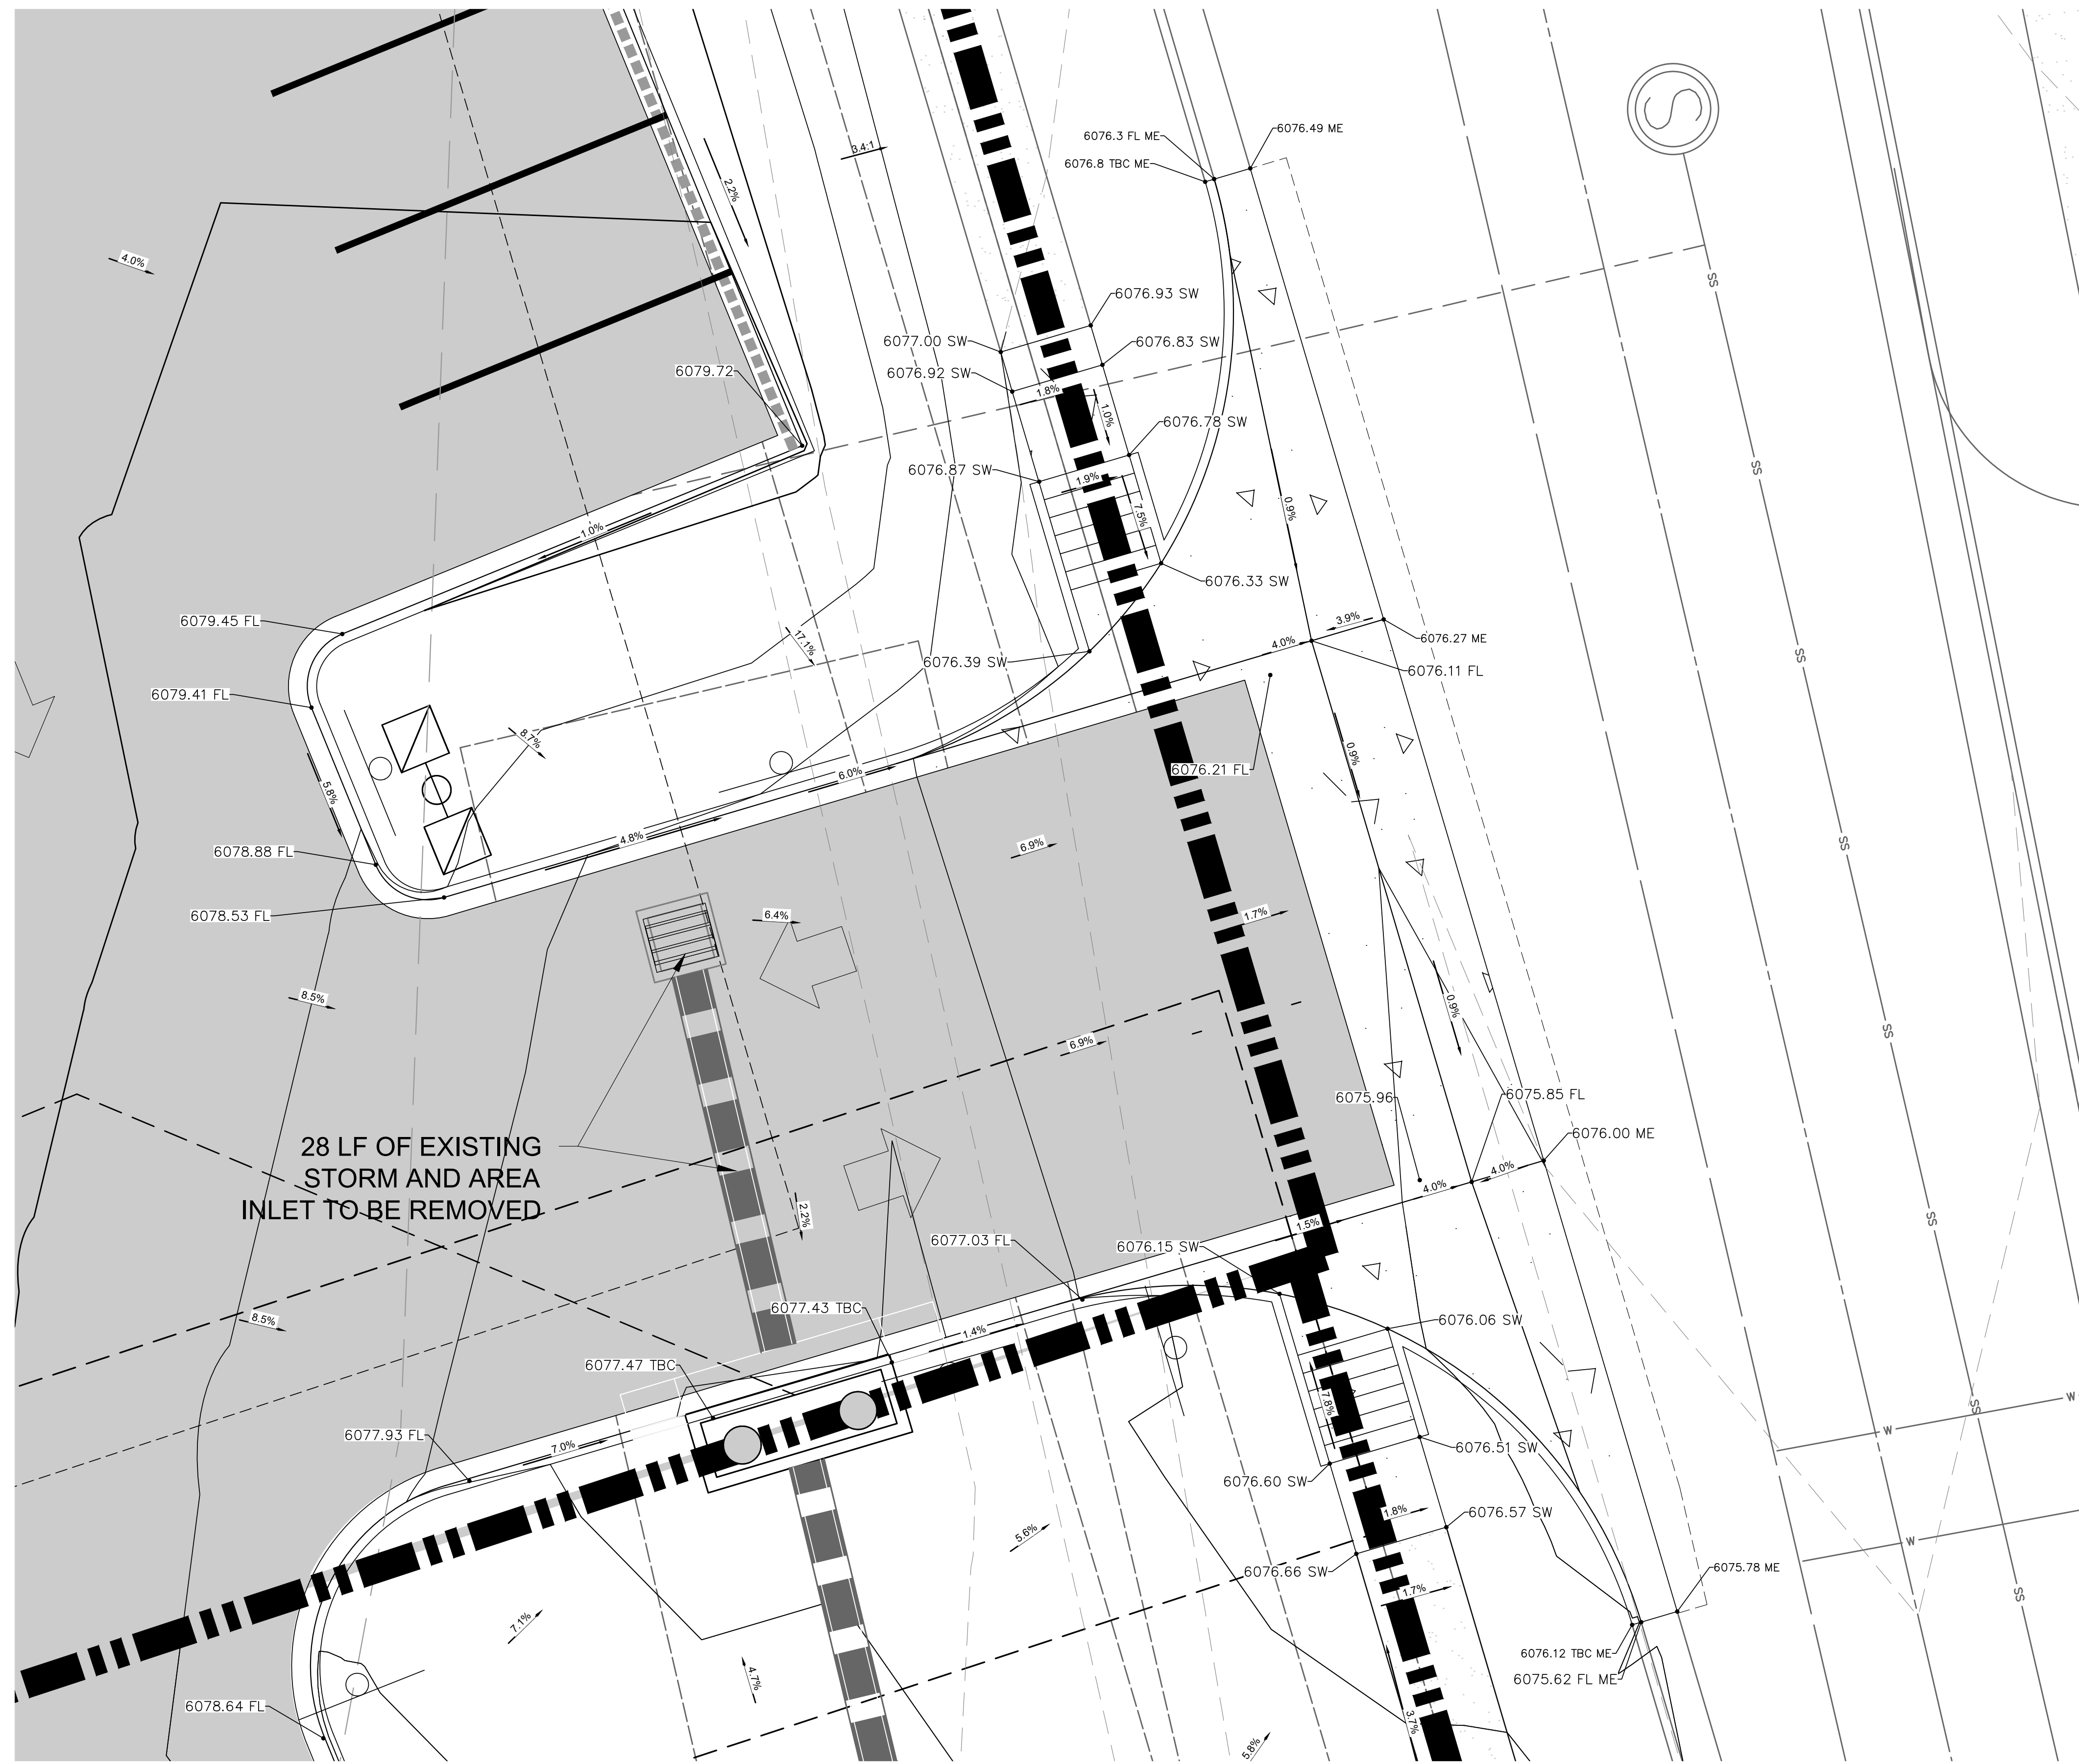 6076.49 ME
6076.3 FL ME
3.4:1
6076.8 TBC ME
2.2%
4.0%
SS
6076.93 SW
6077.00 SW
6076.83 SW
6079.72
6076.92 SW
1.8%
1.0%
6076.78 SW
6076.87 SW
SS
1.9%
0.9%
7.5%
1.0%
6076.33 SW
6079.45 FL
3.9%
6076.27 ME
17.1%
4.0%
6076.39 SW
SS
6076.11 FL
6079.41 FL
8.7%
0.9%
6.0%
6076.21 FL
5.8%
4.8%
6.9%
SS
6078.88 FL
6078.53 FL
6.4%
1.7%
8.5%
0.9%
SS
6.9%
6075.96
6075.85 FL
6076.00 ME
28 LF OF EXISTING
STORM AND AREA
INLET TO BE REMOVED
4.0%
4.0%
2.2%
1.5%
SS
6077.03 FL
6076.15 SW
6077.43 TBC
8.5%
6076.06 SW
1.4%
6077.47 TBC
7.8%
W
SS
W
6077.93 FL
7.0%
6076.51 SW
6076.60 SW
1.8%
6076.57 SW
5.6%
W
6076.66 SW
6075.78 ME
1.7%
SS
7.1%
6076.12 TBC ME
4.7%
6075.62 FL ME
6078.64 FL
3.7%
5.8%